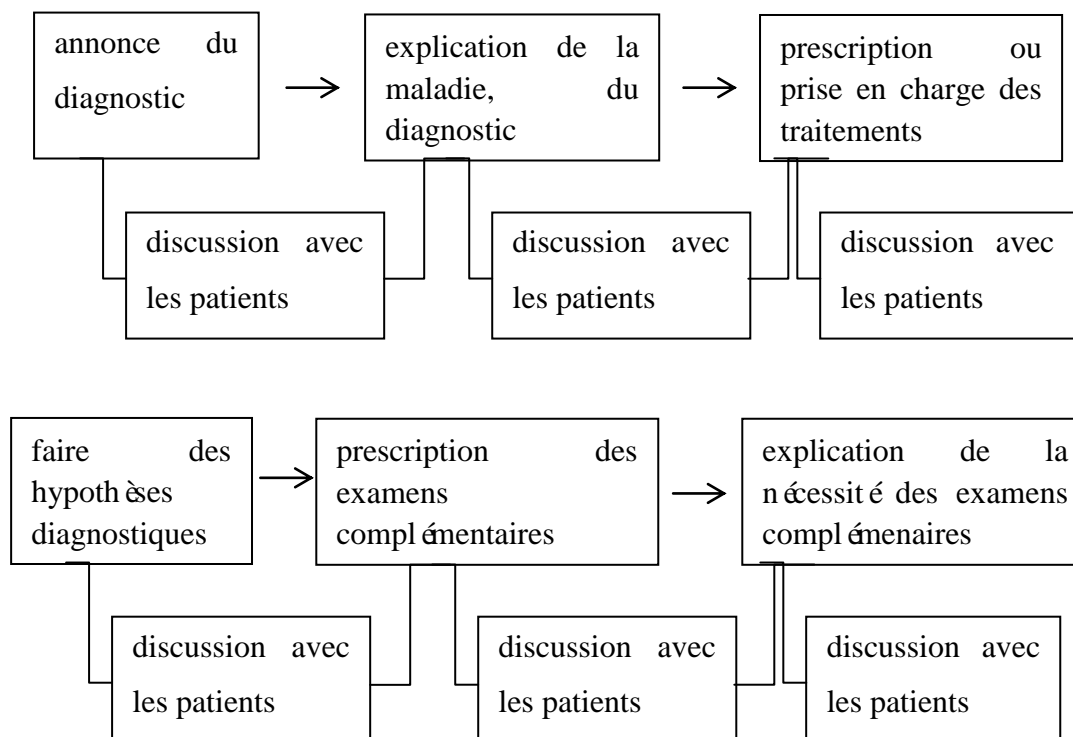 annonce du
diagnostic
explication de la
maladie, du
diagnostic
prescription ou
prise en charge des
traitements
discussion avec
les patients
discussion avec
les patients
discussion avec
les patients
faire des
hypothèses
diagnostiques
prescription des
examens
complémentaires
explication de la
nécessité des examens
complémenaires
discussion avec
les patients
discussion avec
les patients
discussion avec
les patients